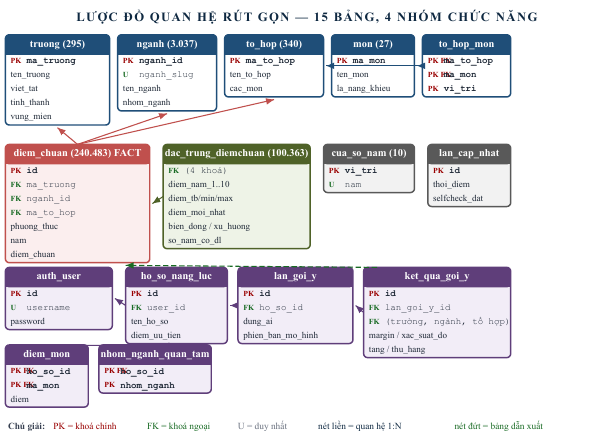 LƯỢC ĐỒ QUAN HỆ RÚT GỌN — 15 BẢNG, 4 NHÓM CHỨC NĂNG
truong (295)
PK ma_truong
ten_truong
viet_tat
tinh_thanh
vung_mien
nganh (3.037)
PK nganh_id
U nganh_slug
ten_nganh
nhom_nganh
to_hop (340)
PK ma_to_hop
ten_to_hop
cac_mon
mon (27)
PK ma_mon
ten_mon
la_nang_khieu
to_hop_mon
PK FK ma_to_hop
PK FK ma_mon
PK vi_tri
diem_chuan (240.483) FACT
PK id
FK ma_truong
FK nganh_id
FK ma_to_hop
phuong_thuc
nam
diem_chuan
dac_trung_diemchuan (100.363)
FK (4 khoá)
diem_nam_1..10
diem_tb/min/max
diem_moi_nhat
bien_dong / xu_huong
so_nam_co_dl
cua_so_nam (10)
PK vi_tri
U nam
lan_cap_nhat
PK id
thoi_diem
selfcheck_dat
auth_user
PK id
U username
password
ho_so_nang_luc
PK id
FK user_id
ten_ho_so
diem_uu_tien
lan_goi_y
PK id
FK ho_so_id
dung_ai
phien_ban_mo_hinh
ket_qua_goi_y
PK id
FK lan_goi_y_id
FK (trường, ngành, tổ hợp)
margin / xac_suat_do
tang / thu_hang
diem_mon
PK FK ho_so_id
PK FK ma_mon
diem
nhom_nganh_quan_tam
PK FK ho_so_id
PK nhom_nganh
Chú giải: PK = khoá chính FK = khoá ngoại U = duy nhất nét liền = quan hệ 1:N nét đứt = bảng dẫn xuất